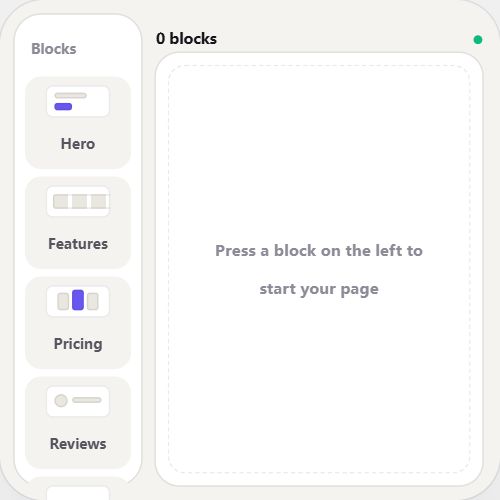 Blocks
Hero
Features
Pricing
Reviews
0 blocks
Press a block on the left to
start your page